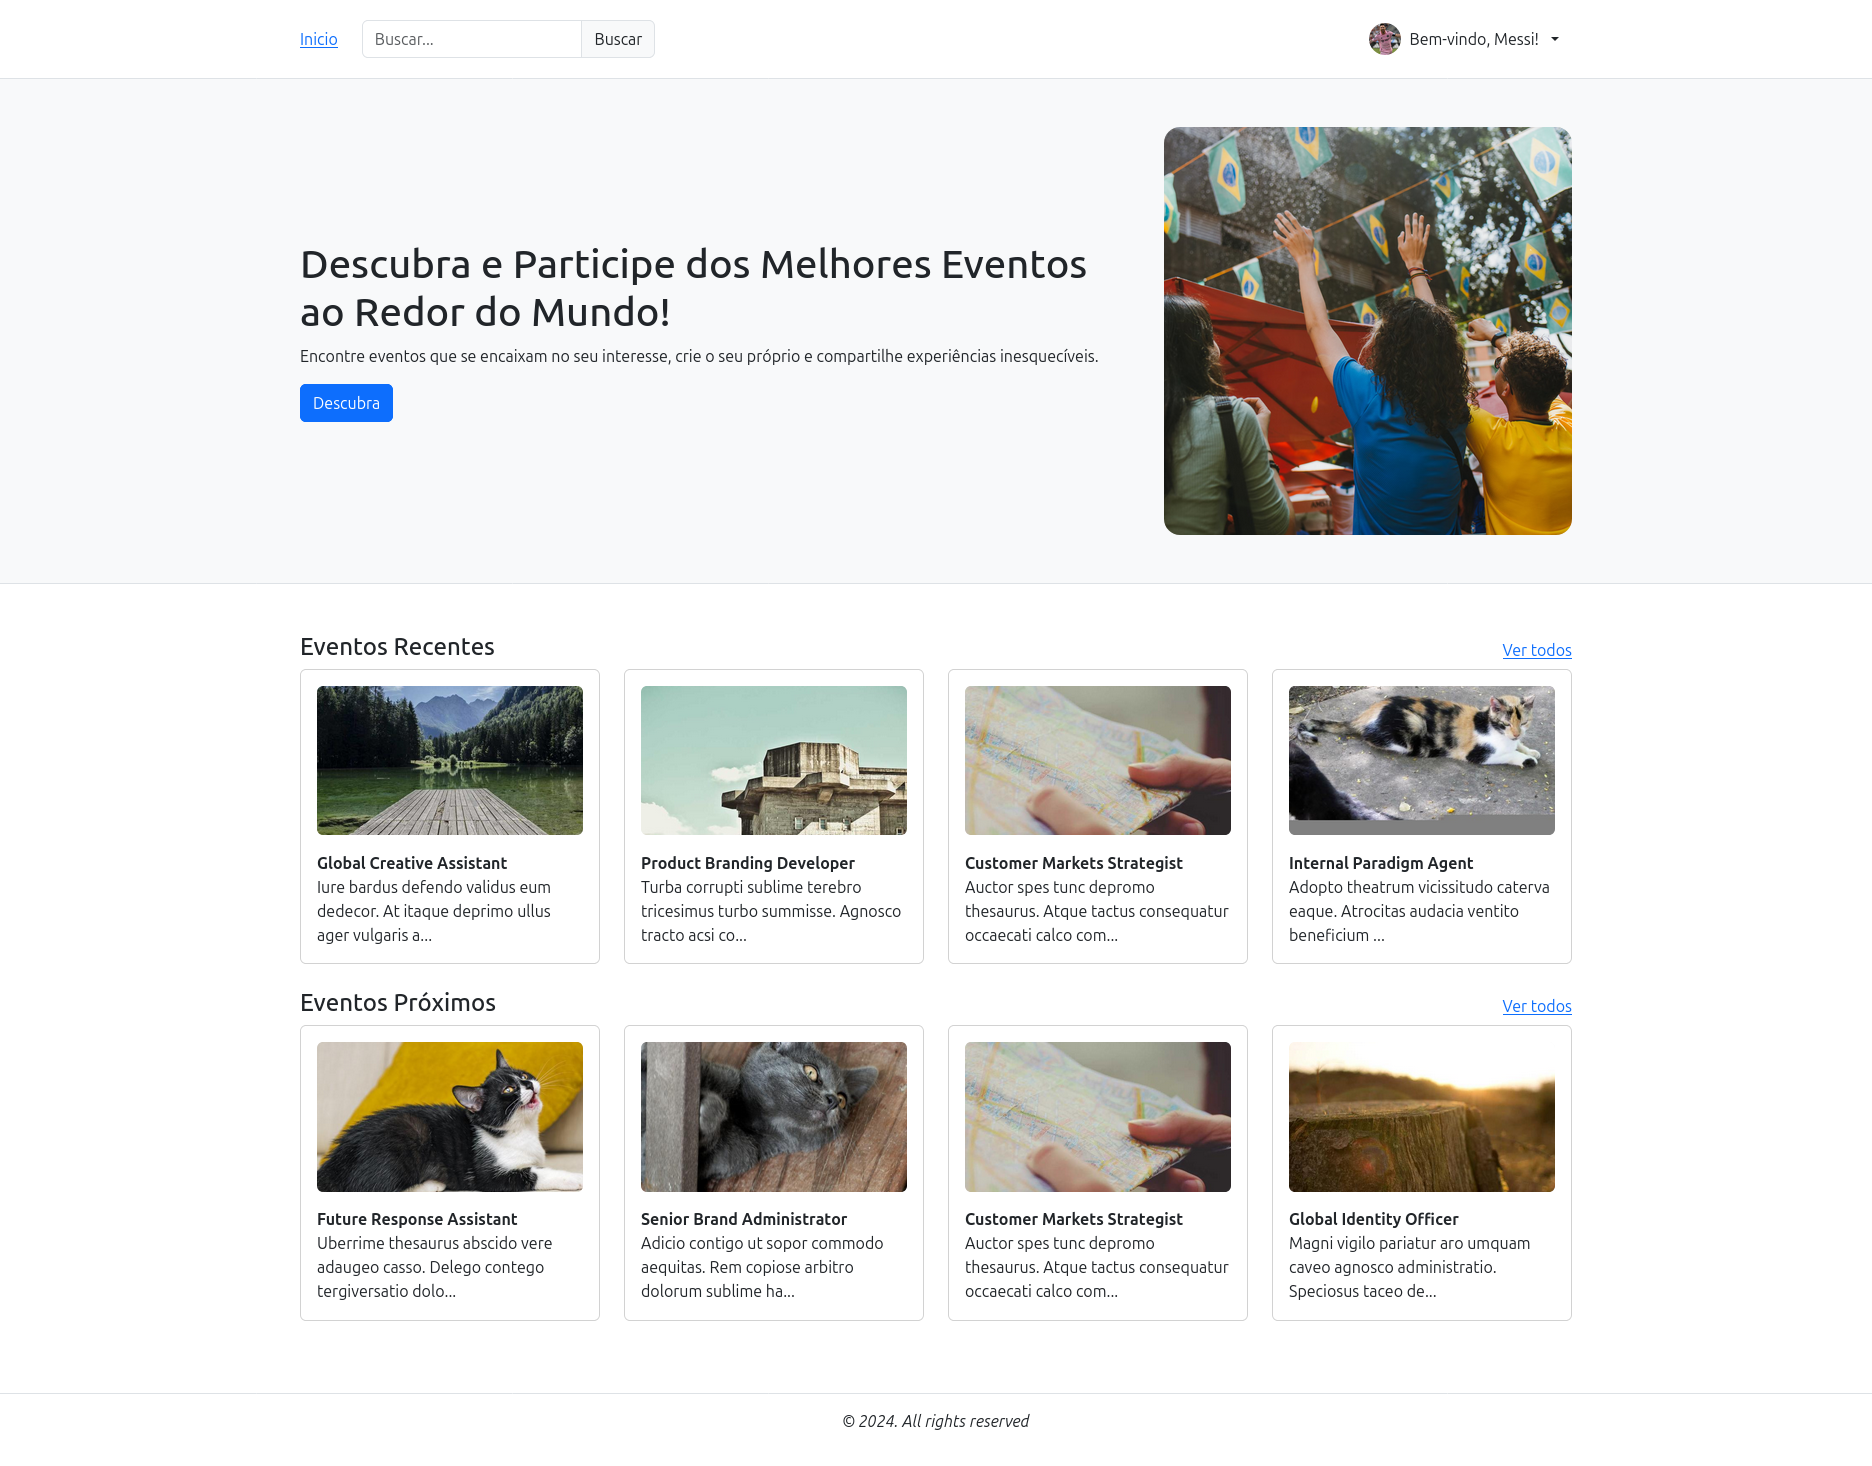 Inicio
Buscar...
Buscar
Bem-vindo, Messi!
Descubra e Participe dos Melhores Eventos
ao Redor do Mundo!
Encontre eventos que se encaixam no seu interesse, crie o seu próprio e compartilhe experiências inesquecíveis.
Descubra
Eventos Recentes
Ver todos
Global Creative Assistant
Iure bardus defendo validus eum
dedecor. At itaque deprimo ullus
ager vulgaris a...
Product Branding Developer
Turba corrupti sublime terebro
tricesimus turbo summisse. Agnosco
tracto acsi co...
Customer Markets Strategist
Auctor spes tunc depromo
thesaurus. Atque tactus consequatur
occaecati calco com...
Internal Paradigm Agent
Adopto theatrum vicissitudo caterva
eaque. Atrocitas audacia ventito
beneficium ...
Eventos Próximos
Ver todos
Future Response Assistant
Uberrime thesaurus abscido vere
adaugeo casso. Delego contego
tergiversatio dolo...
Senior Brand Administrator
Adicio contigo ut sopor commodo
aequitas. Rem copiose arbitro
dolorum sublime ha...
Customer Markets Strategist
Auctor spes tunc depromo
thesaurus. Atque tactus consequatur
occaecati calco com...
Global Identity Officer
Magni vigilo pariatur aro umquam
caveo agnosco administratio.
Speciosus taceo de...
© 2024. All rights reserved